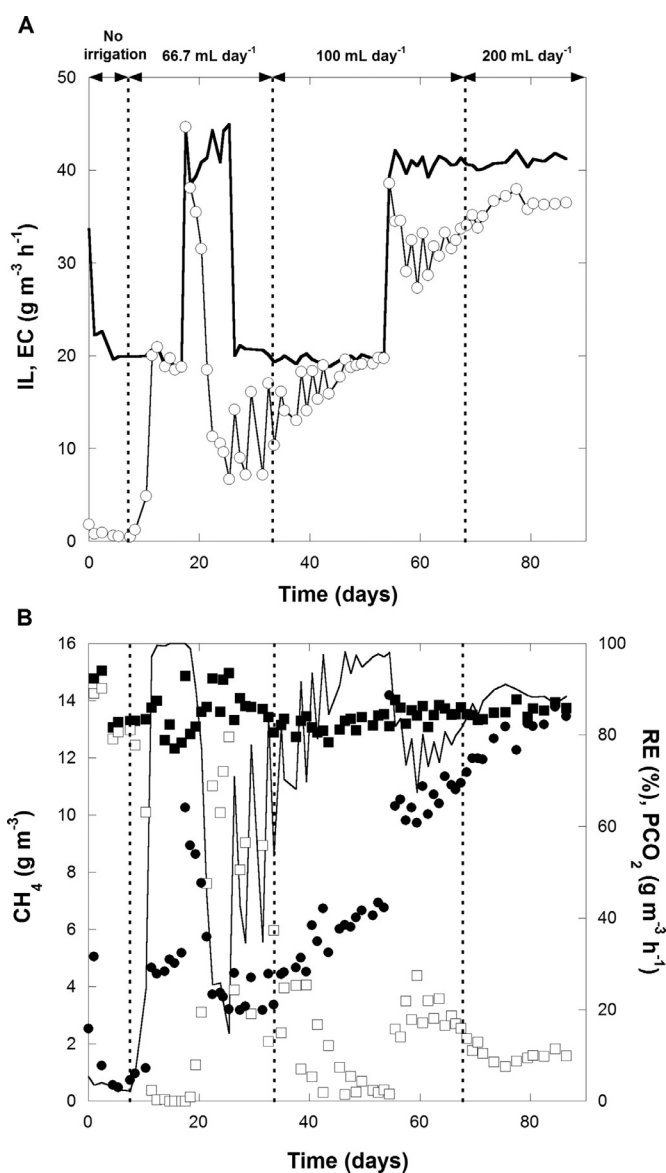 A
No
irrigation
66.7 mL day⁻¹
100 mL day⁻¹
200 mL day⁻¹
50
40
30
20
10
0
IL, EC (g m⁻³ h⁻¹)
0 20 40 60 80
Time (days)
B
16
14
12
10
8
6
4
2
0
CH₄ (g m⁻³)
100
80
60
40
20
0
RE (%), PCO₂ (g m⁻³ h⁻¹)
0 20 40 60 80
Time (days)